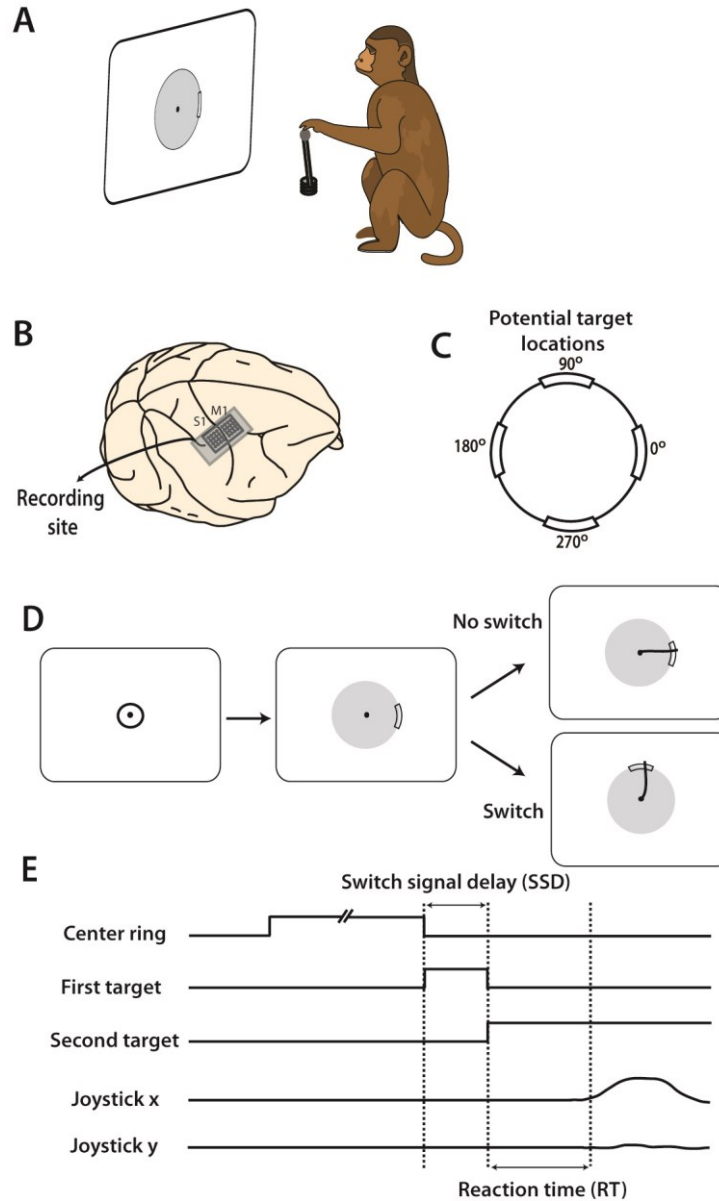 A
B
S1
M1
Recording
site
C
Potential target
locations
90°
180°
0°
270°
D
No switch
Switch
E
Switch signal delay (SSD)
Center ring
First target
Second target
Joystick x
Joystick y
Reaction time (RT)